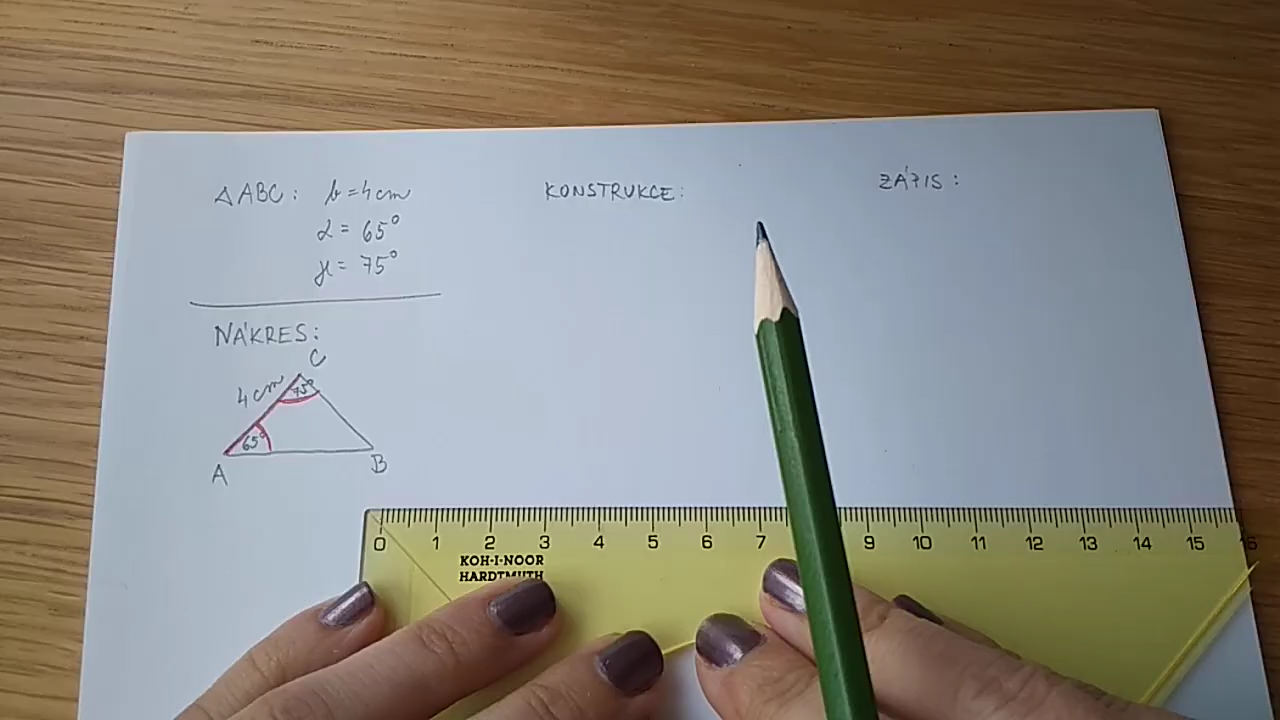 △ABC: b=4cm
α = 65°
γ = 75°
NÁKRES:
C
4cm
75°
65°
A
B
KONSTRUKCE:
ZÁPIS:
0 1 2 3 4 5 6 7 9 10 11 12 13 14 15 16
KOH-I-NOOR
HARDTMUTH